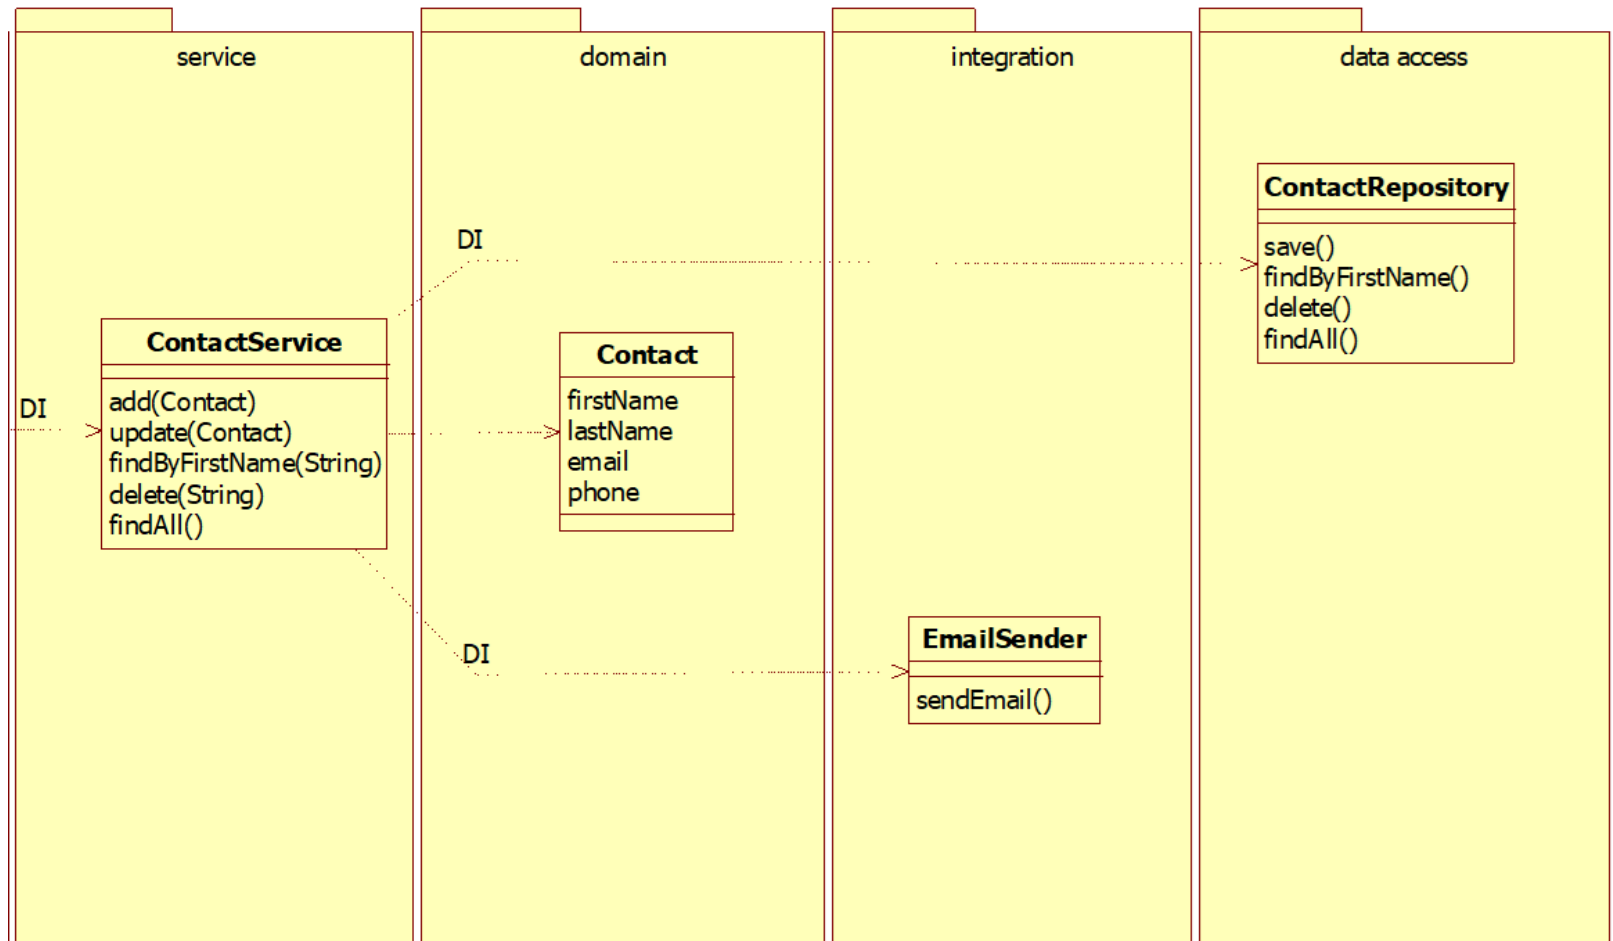 service
domain
integration
data access
ContactRepository
save()
findByFirstName()
delete()
findAll()
DI
ContactService
add(Contact)
update(Contact)
findByFirstName(String)
delete(String)
findAll()
DI
Contact
firstName
lastName
email
phone
DI
EmailSender
sendEmail()